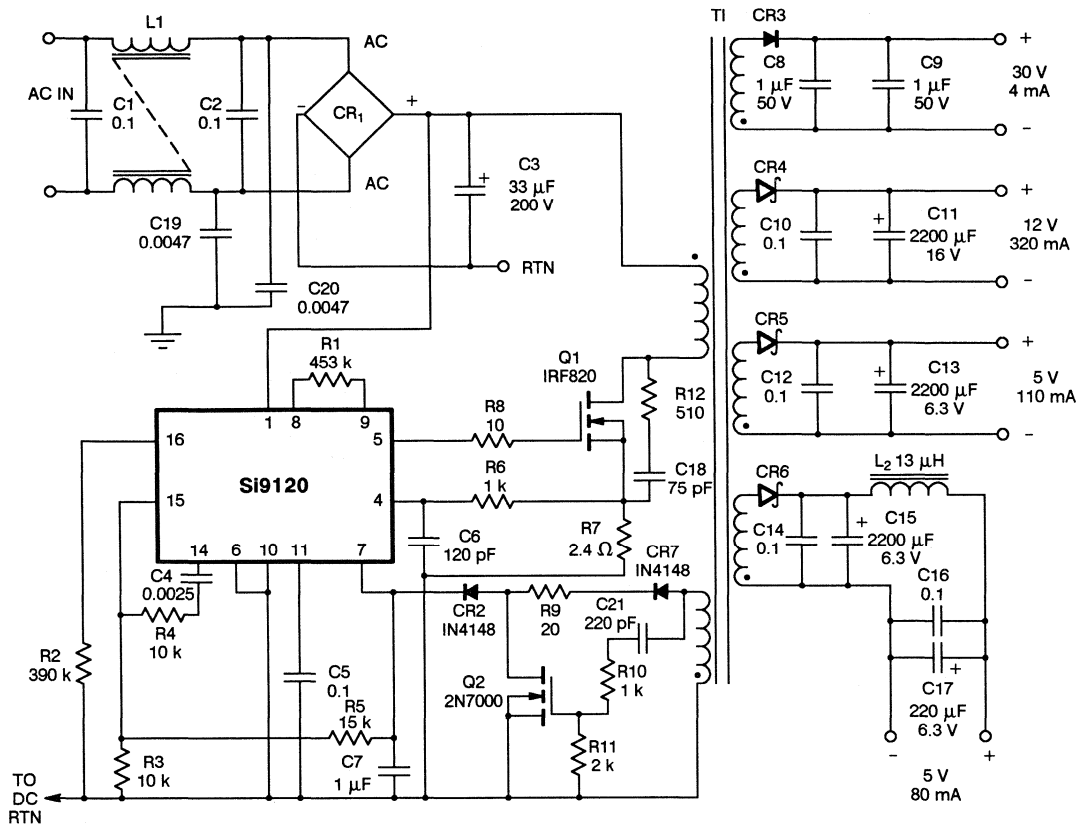 L1
AC
AC IN
C1
0.1
C2
0.1
CR1
−
+
AC
C3
33 µF
200 V
+
C19
0.0047
C20
0.0047
RTN
TI
CR3
C8
1 µF
50 V
C9
1 µF
50 V
+
30 V
4 mA
−
CR4
C10
0.1
+
C11
2200 µF
16 V
+
12 V
320 mA
−
CR5
C12
0.1
+
C13
2200 µF
6.3 V
+
5 V
110 mA
−
CR6
L2 13 µH
C14
0.1
+
C15
2200 µF
6.3 V
C16
0.1
+
C17
220 µF
6.3 V
−
+
5 V
80 mA
R1
453 k
Q1
IRF820
R12
510
C18
75 pF
R8
10
R6
1 k
R7
2.4 Ω
C6
120 pF
1
8
9
16
5
Si9120
15
4
14
6
10
11
7
C4
0.0025
R4
10 k
R2
390 k
C5
0.1
R5
15 k
R3
10 k
C7
1 µF
CR2
IN4148
R9
20
C21
220 pF
CR7
IN4148
Q2
2N7000
R10
1 k
R11
2 k
TO
DC
RTN